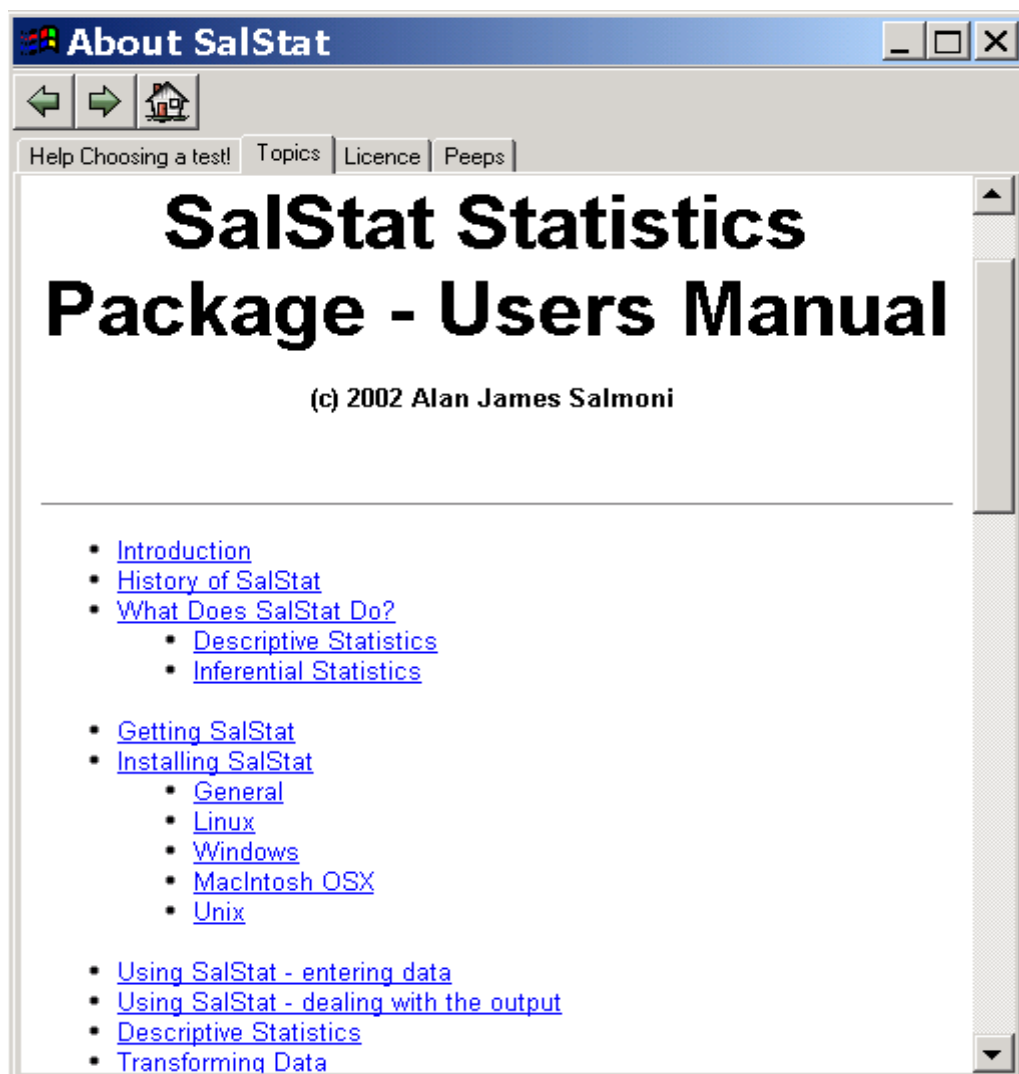 About SalStat
Help Choosing a test! Topics Licence Peeps
SalStat Statistics
Package - Users Manual
(c) 2002 Alan James Salmoni
Introduction
History of SalStat
What Does SalStat Do?
Descriptive Statistics
Inferential Statistics
Getting SalStat
Installing SalStat
General
Linux
Windows
MacIntosh OSX
Unix
Using SalStat - entering data
Using SalStat - dealing with the output
Descriptive Statistics
Transforming Data